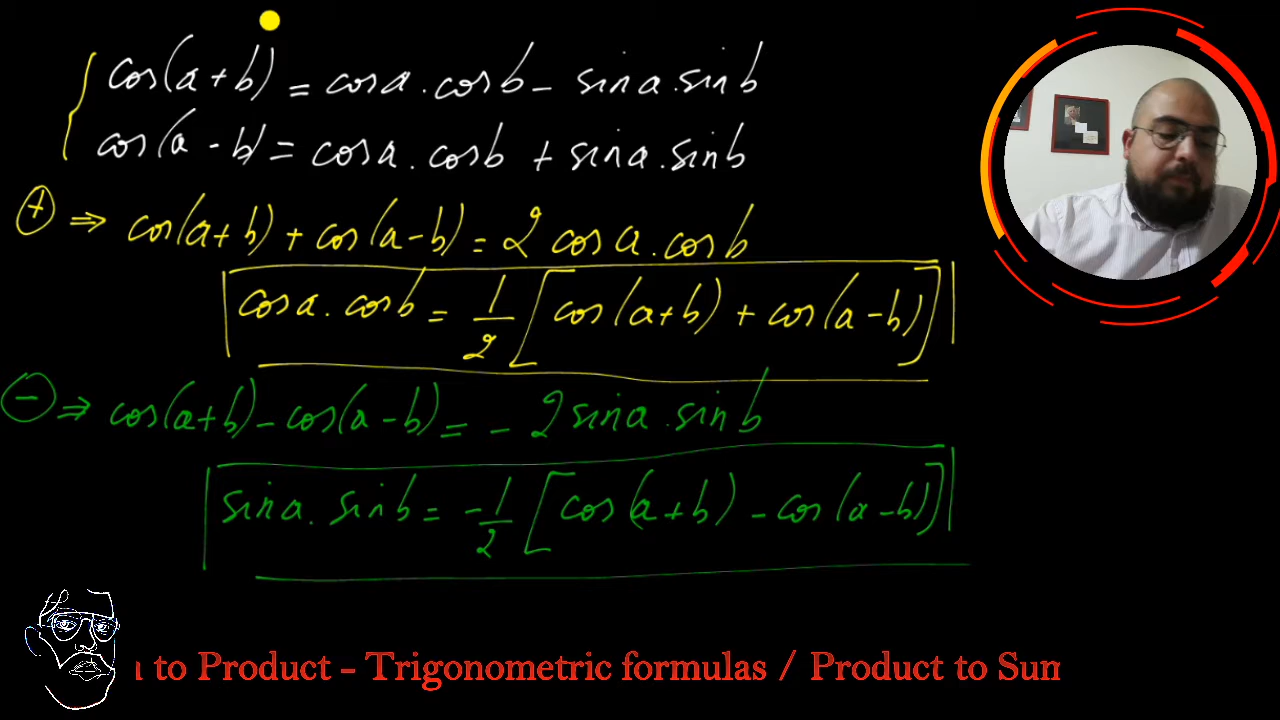 cos(a+b) = cosa.cosb - sina.sinb
cos(a-b) = cosa.cosb + sina.sinb
+ ⇒ cos(a+b) + cos(a-b) = 2 cosa.cosb
cosa.cosb = 1/2 [cos(a+b) + cos(a-b)]
- ⇒ cos(a+b) - cos(a-b) = - 2 sina.sinb
sina.sinb = -1/2 [cos(a+b) - cos(a-b)]
to Product - Trigonometric formulas / Product to Sum